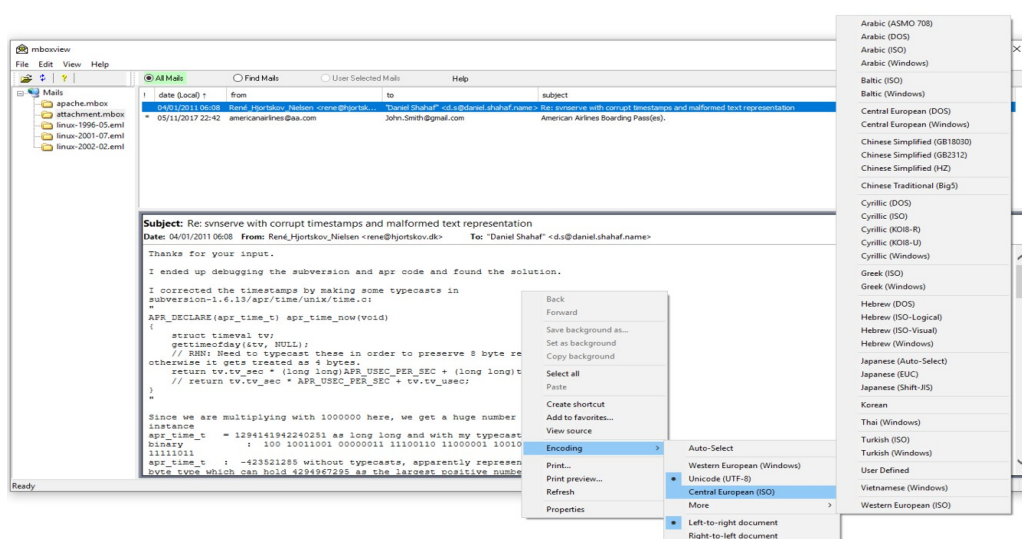 mboxview
File Edit View Help
All Mails Find Mails User Selected Mails Help
Mails
apache.mbox
attachment.mbox
linux-1996-05.eml
linux-2001-07.eml
linux-2002-02.eml
! date (Local) ↑ from to subject
04/01/2011 06:08 René_Hjortskov_Nielsen <rene@hjortsk... "Daniel Shahaf" <d.s@daniel.shahaf.name> Re: svnserve with corrupt timestamps and malformed text representation
* 05/11/2017 22:42 americanairlines@aa.com John.Smith@gmail.com American Airlines Boarding Pass(es).
Subject: Re: svnserve with corrupt timestamps and malformed text representation
Date: 04/01/2011 06:08 From: René_Hjortskov_Nielsen <rene@hjortskov.dk> To: "Daniel Shahaf" <d.s@daniel.shahaf.name>
Thanks for your input.
I ended up debugging the subversion and apr code and found the solution.
I corrected the timestamps by making some typecasts in
subversion-1.6.13/apr/time/unix/time.c:
"
APR_DECLARE(apr_time_t) apr_time_now(void)
{
struct timeval tv;
gettimeofday(&tv, NULL);
// RHN: Need to typecast these in order to preserve 8 byte re
otherwise it gets treated as 4 bytes.
return tv.tv_sec * (long long)APR_USEC_PER_SEC + (long long)t
// return tv.tv_sec * APR_USEC_PER_SEC + tv.tv_usec;
}
"
Since we are multiplying with 1000000 here, we get a huge number
instance
apr_time_t = 1294141942240251 as long long and with my typecast
binary : 100 10011001 00000011 11100110 11000001 10010
11111011
apr_time_t : -423521285 without typecasts, apparently represen
byte type which can hold 4294967295 as the largest positive numbe
Ready
Back
Forward
Save background as...
Set as background
Copy background
Select all
Paste
Create shortcut
Add to favorites...
View source
Encoding >
Print...
Print preview...
Refresh
Properties
Auto-Select
Western European (Windows)
Unicode (UTF-8)
Central European (ISO)
More >
Left-to-right document
Right-to-left document
Arabic (ASMO 708)
Arabic (DOS)
Arabic (ISO)
Arabic (Windows)
Baltic (ISO)
Baltic (Windows)
Central European (DOS)
Central European (Windows)
Chinese Simplified (GB18030)
Chinese Simplified (GB2312)
Chinese Simplified (HZ)
Chinese Traditional (Big5)
Cyrillic (DOS)
Cyrillic (ISO)
Cyrillic (KOI8-R)
Cyrillic (KOI8-U)
Cyrillic (Windows)
Greek (ISO)
Greek (Windows)
Hebrew (DOS)
Hebrew (ISO-Logical)
Hebrew (ISO-Visual)
Hebrew (Windows)
Japanese (Auto-Select)
Japanese (EUC)
Japanese (Shift-JIS)
Korean
Thai (Windows)
Turkish (ISO)
Turkish (Windows)
User Defined
Vietnamese (Windows)
Western European (ISO)